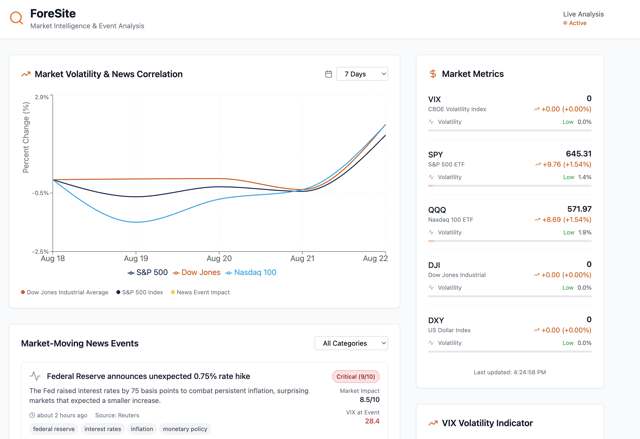 ForeSite
Market Intelligence & Event Analysis
Live Analysis
Active
Market Volatility & News Correlation
7 Days
Percent Change (%)
2.9%
-0.5%
-2.5%
Aug 18
Aug 19
Aug 20
Aug 21
Aug 22
S&P 500
Dow Jones
Nasdaq 100
Dow Jones Industrial Average
S&P 500 Index
News Event Impact
Market-Moving News Events
All Categories
Federal Reserve announces unexpected 0.75% rate hike
Critical (9/10)
The Fed raised interest rates by 75 basis points to combat persistent inflation, surprising
markets that expected a smaller increase.
Market Impact
8.5/10
VIX at Event
28.4
about 2 hours ago
Source: Reuters
federal reserve
interest rates
inflation
monetary policy
Market Metrics
VIX
0
CBOE Volatility Index
+0.00 (+0.00%)
Volatility
Low
0.0%
SPY
645.31
S&P 500 ETF
+9.76 (+1.54%)
Volatility
Low
1.4%
QQQ
571.97
Nasdaq 100 ETF
+8.69 (+1.54%)
Volatility
Low
1.9%
DJI
0
Dow Jones Industrial
+0.00 (+0.00%)
Volatility
Low
0.0%
DXY
0
US Dollar Index
+0.00 (+0.00%)
Volatility
Low
0.0%
Last updated: 4:24:58 PM
VIX Volatility Indicator